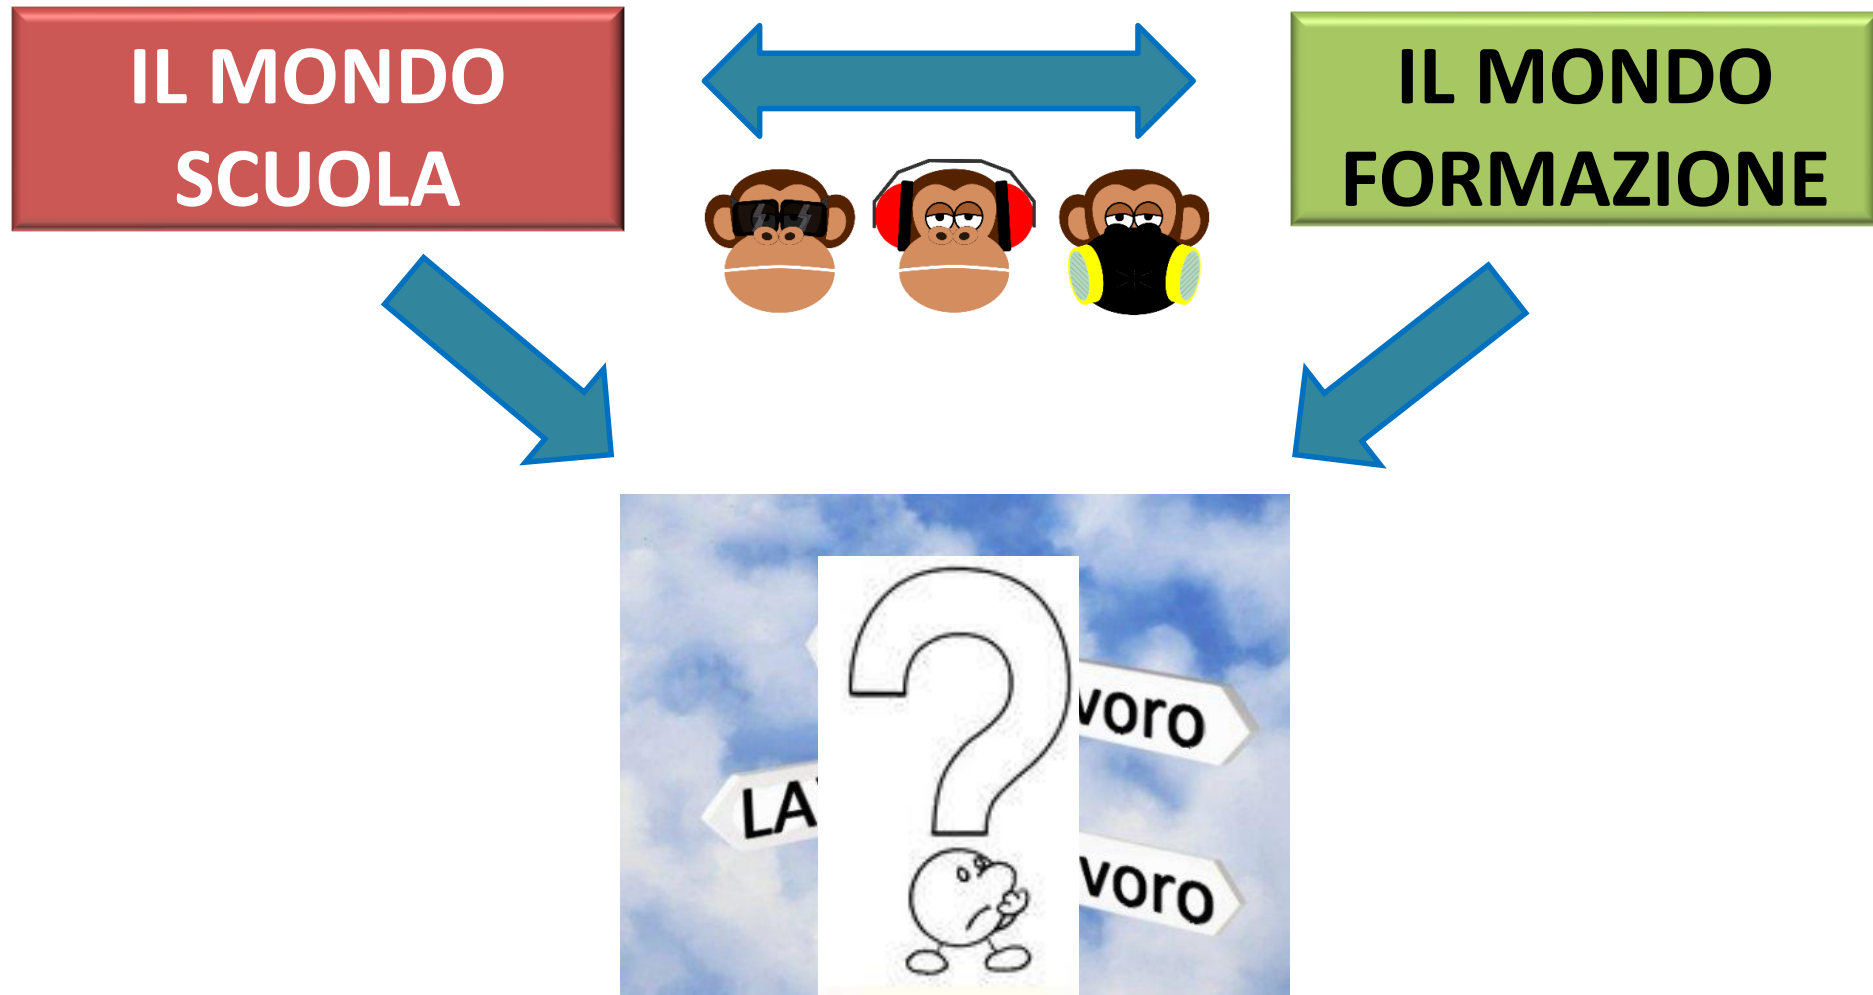 IL MONDO
SCUOLA
IL MONDO
FORMAZIONE
?
voro
LA
voro